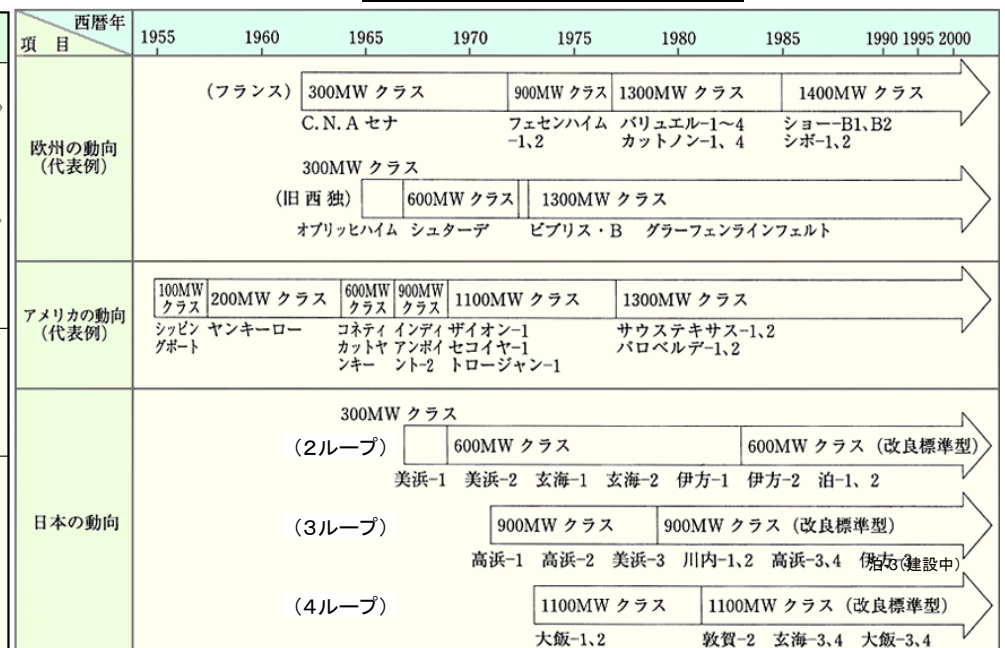 西暦年
項 目
1955 1960 1965 1970 1975 1980 1985 1990 1995 2000
欧州の動向
(代表例)
(フランス) 300MW クラス 900MW クラス 1300MW クラス 1400MW クラス
C.N.A セナ フェセンハイム バリュエル-1～4 ショー-B1、B2
-1、2 カットノン-1、4 シボ-1、2
300MW クラス
(旧 西 独) 600MW クラス 1300MW クラス
オブリッヒハイム シュターデ ビブリス・B グラーフェンラインフェルト
アメリカの動向
(代表例)
100MW クラス 200MW クラス 600MW クラス 900MW クラス 1100MW クラス 1300MW クラス
シッピン ヤンキーロー コネティ インディ ザイオン-1 サウステキサス-1、2
グポート カットヤ アンポイ セコイヤ-1 パロベルデ-1、2
ンキー ント-2 トロージャン-1
日本の動向
300MW クラス
(2ループ) 600MW クラス 600MW クラス (改良標準型)
美浜-1 美浜-2 玄海-1 玄海-2 伊方-1 伊方-2 泊-1、2
(3ループ) 900MW クラス 900MW クラス (改良標準型)
高浜-1 高浜-2 美浜-3 川内-1、2 高浜-3、4 伊方-3
泊-3(建設中)
(4ループ) 1100MW クラス 1100MW クラス (改良標準型)
大飯-1、2 敦賀-2 玄海-3、4 大飯-3、4